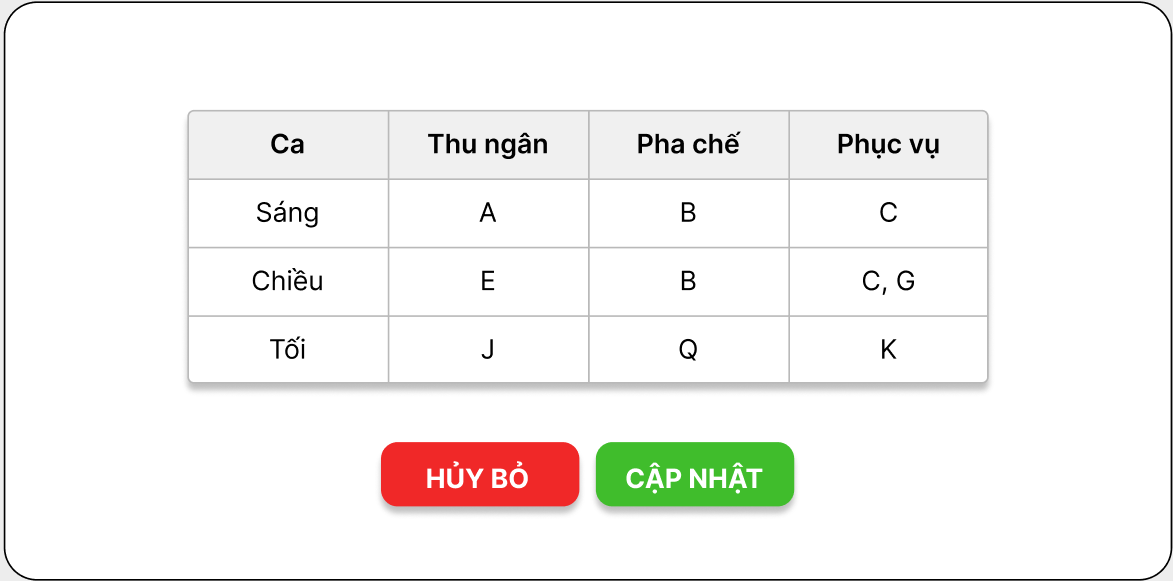 Ca Thu ngân Pha chế Phục vụ
Sáng A B C
Chiều E B C, G
Tối J Q K
HỦY BỎ CẬP NHẬT